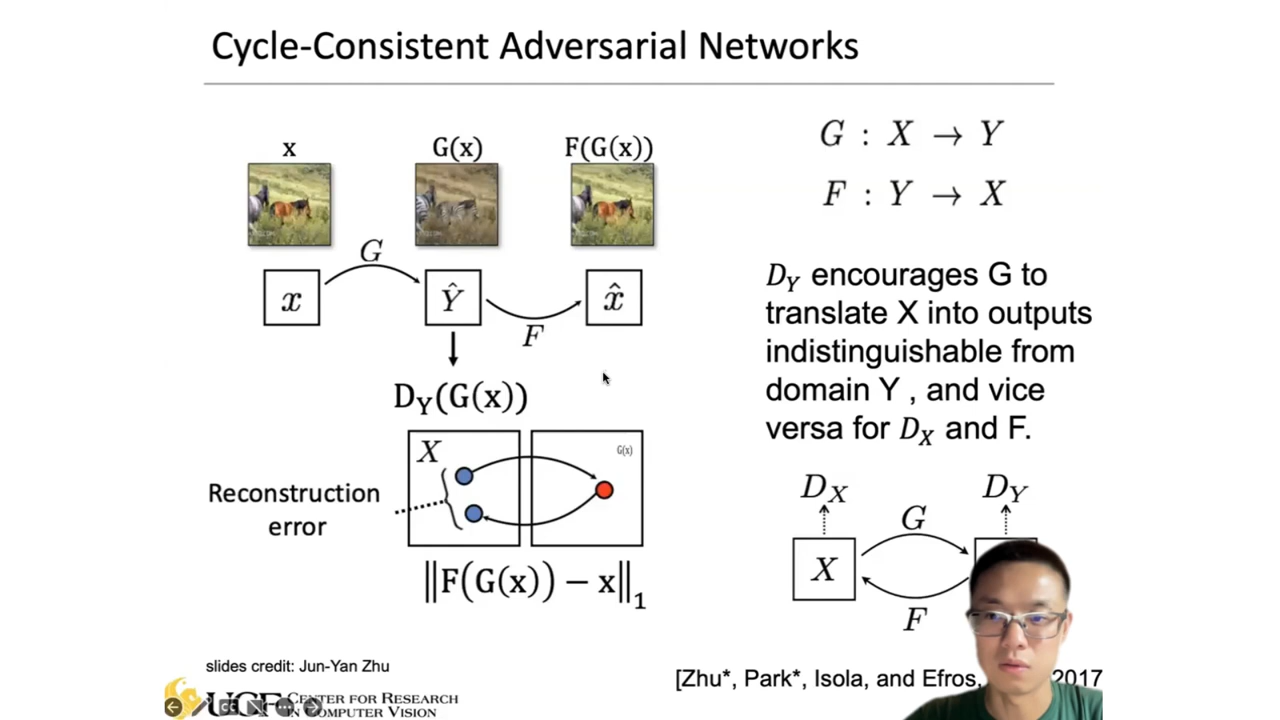 Cycle-Consistent Adversarial Networks
x
G(x)
F(G(x))
G
x
Ŷ
x̂
F
D_Y(G(x))
X
G(x)
Reconstruction
error
‖F(G(x)) − x‖₁
G : X → Y
F : Y → X
D_Y encourages G to
translate X into outputs
indistinguishable from
domain Y , and vice
versa for D_X and F.
D_X
D_Y
G
X
F
slides credit: Jun-Yan Zhu
[Zhu*, Park*, Isola, and Efros,
2017
UCF
CENTER FOR RESEARCH
IN COMPUTER VISION